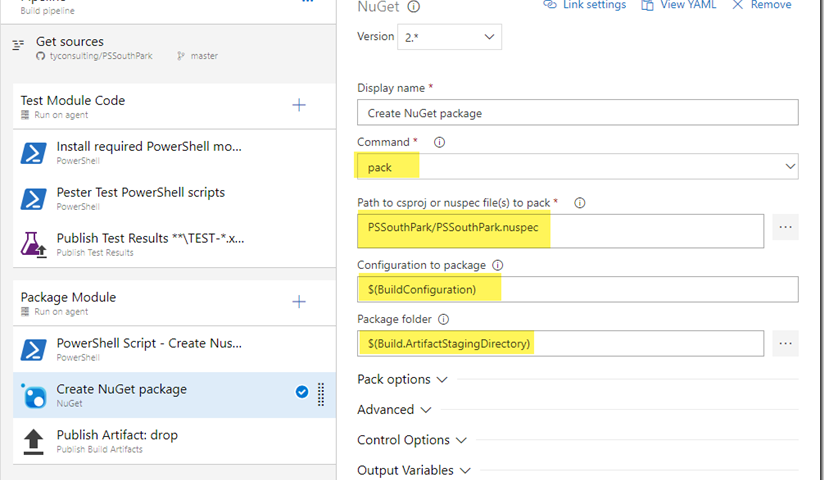 Build pipeline
Get sources
tyconsulting/PSSouthPark
master
Test Module Code
Run on agent
Install required PowerShell mo...
PowerShell
Pester Test PowerShell scripts
PowerShell
Publish Test Results **\TEST-*.x...
Publish Test Results
Package Module
Run on agent
PowerShell Script - Create Nus...
PowerShell
Create NuGet package
NuGet
Publish Artifact: drop
Publish Build Artifacts
NuGet
Link settings
View YAML
Remove
Version
2.*
Display name *
Create NuGet package
Command *
pack
Path to csproj or nuspec file(s) to pack *
PSSouthPark/PSSouthPark.nuspec
...
Configuration to package
$(BuildConfiguration)
Package folder
$(Build.ArtifactStagingDirectory)
...
Pack options
Advanced
Control Options
Output Variables